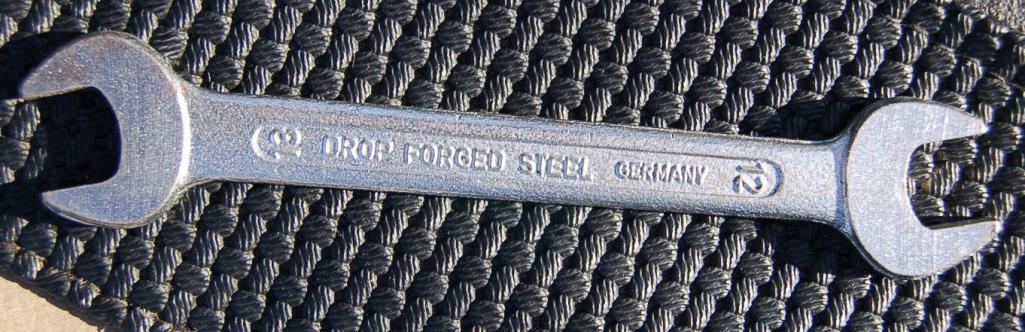 13 DROP FORGED STEEL GERMANY 12